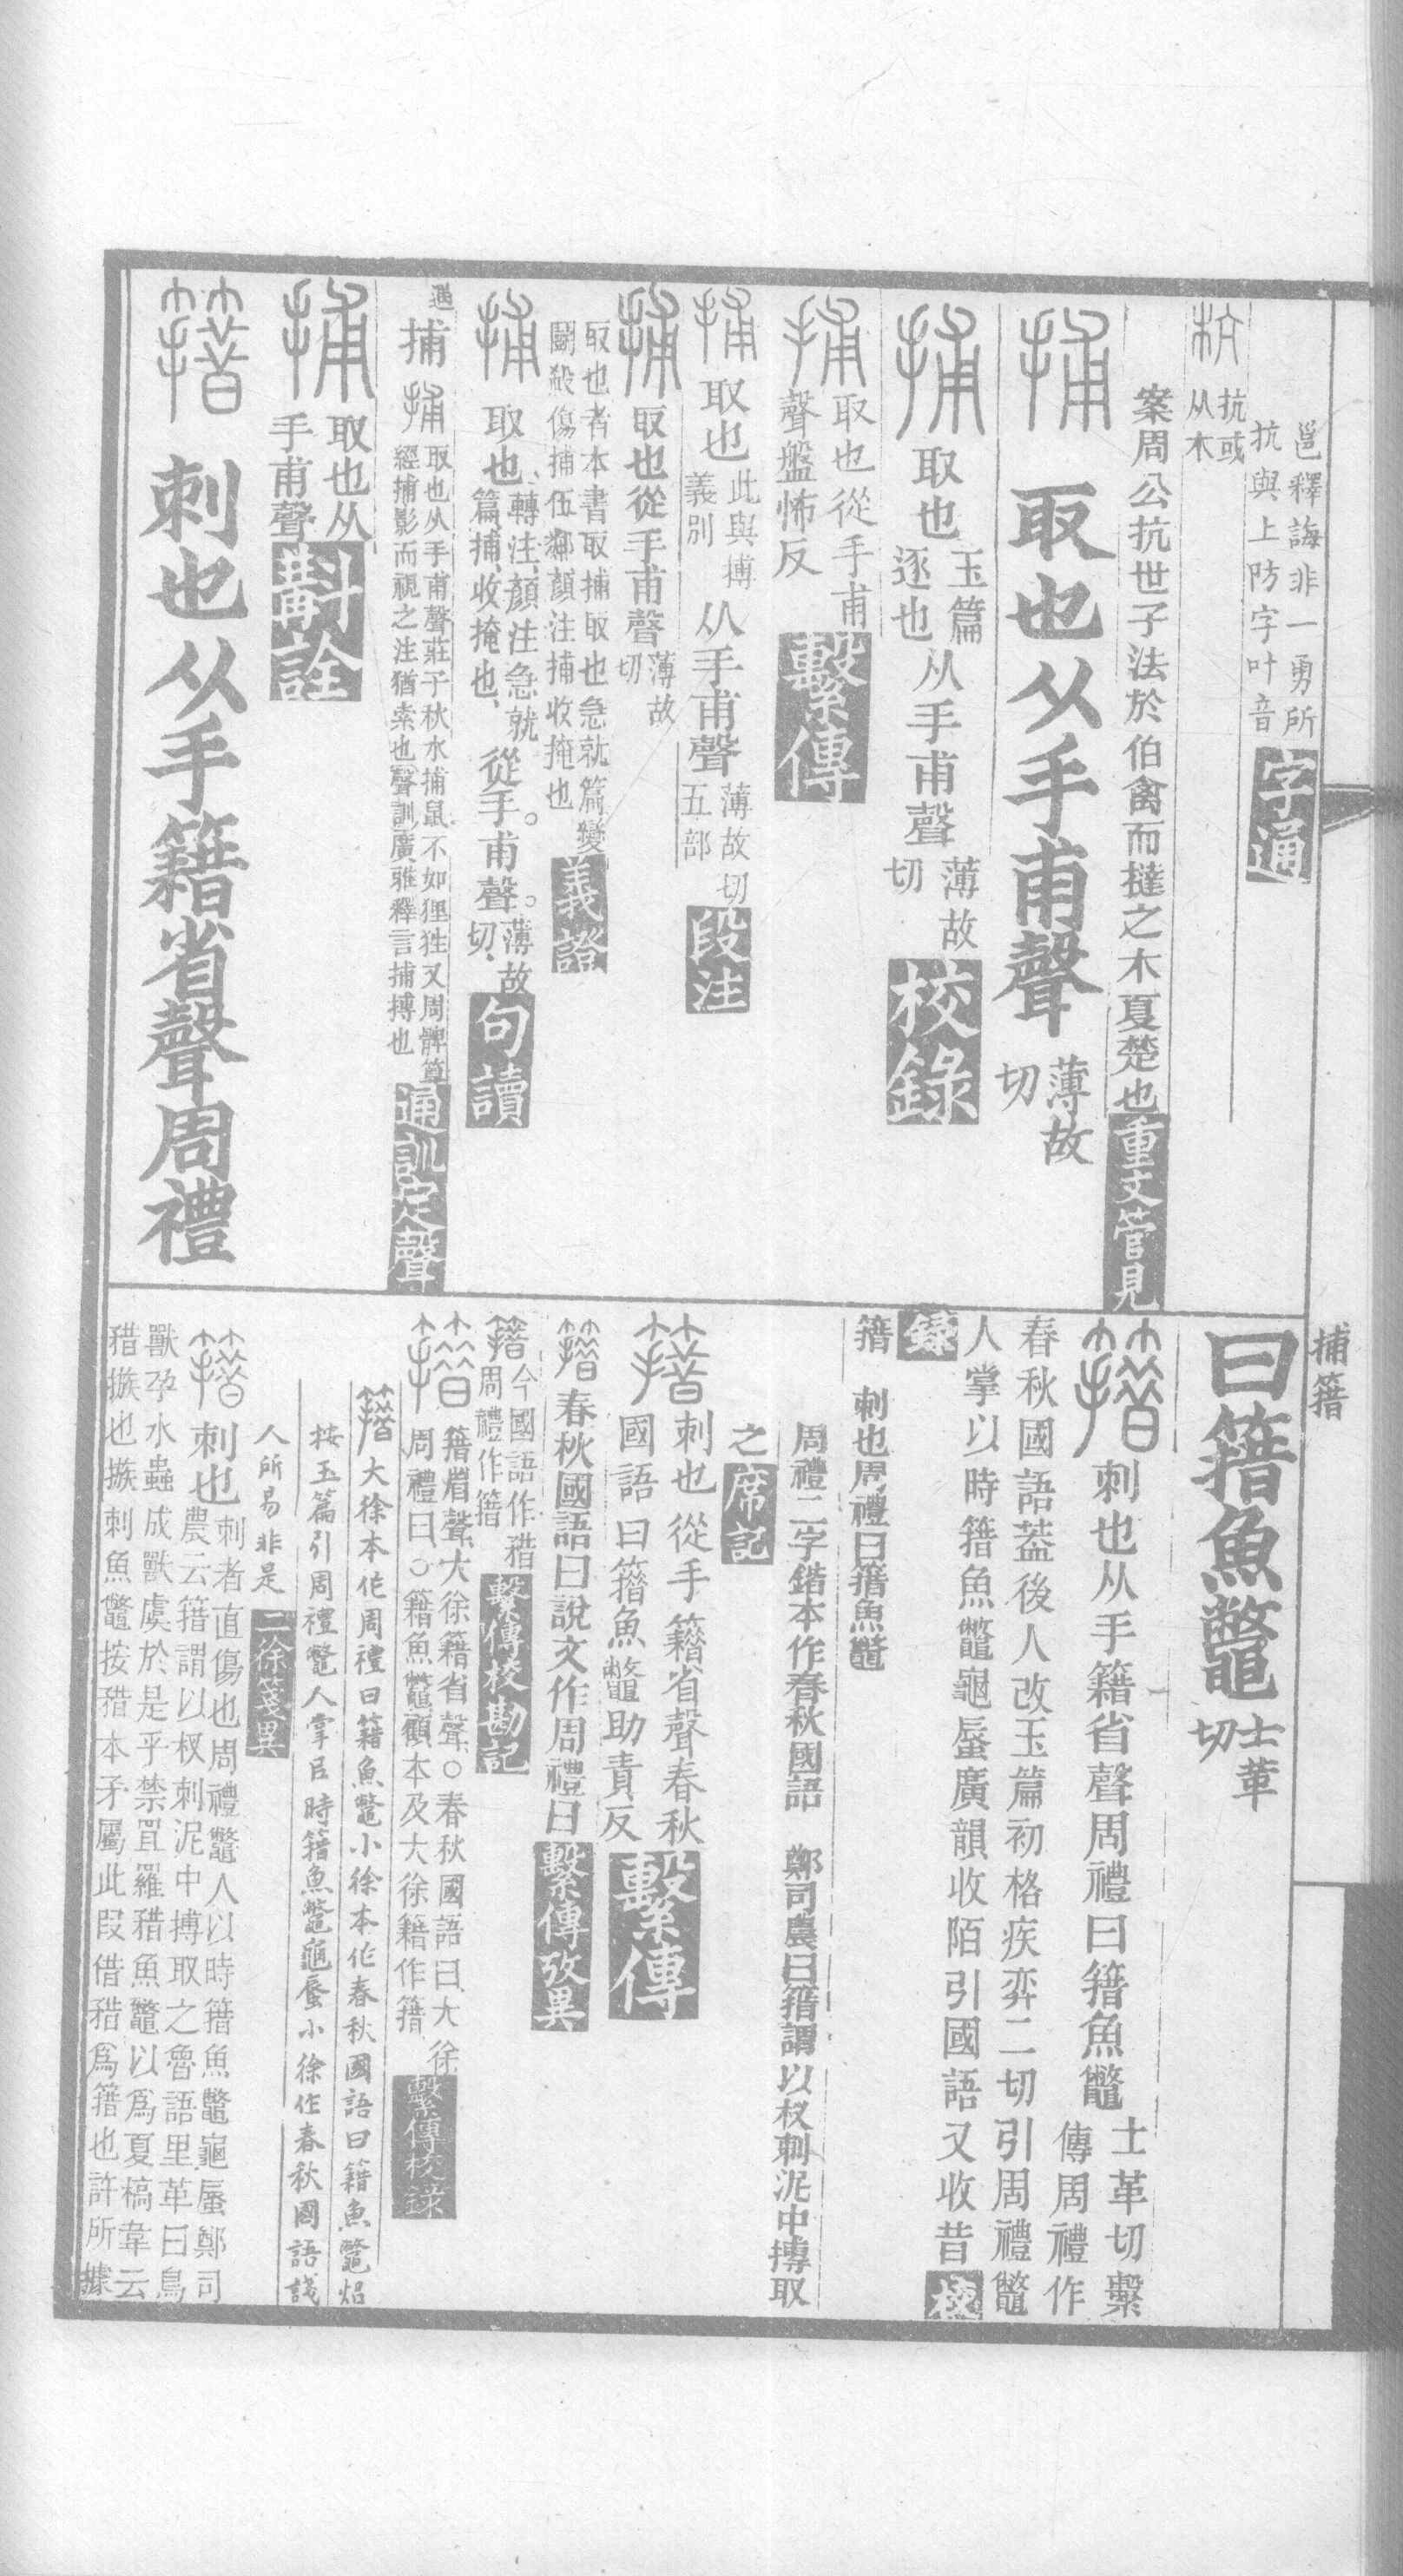 邕釋誨非一勇所
抗與上防字叶音
字通
杭
抗或
从木
案周公抗世子法於伯禽而撻之木夏楚也
重文管見
捕
取也从手甫聲
薄故
切
捕
取也
玉篇
逐也
从手甫聲
薄故
切
校錄
捕
取也從手甫
聲盤怖反
繫傳
捕
取也
此與搏
義別
从手甫聲
薄故切
五部
段注
捕
取也從手甫聲
薄故
切
取也者本書取捕取也急就篇變
鬭殺傷捕伍鄰顏注捕收掩也
義證
捕
取也
轉注、顏注急就
篇、捕、收掩也、
從手。甫聲。
薄故
切、
句讀
通
捕
捕
取也从手甫聲莊子秋水捕鼠不如狸狌又周髀算
經捕影而視之注猶索也聲訓廣雅釋言捕搏也
通訓定聲
捕
取也从
手甫聲
斠詮
籍
刺也从手籍省聲周禮
捕籍
曰籍魚鼈
士革
切
籍
刺也从手籍省聲周禮曰籍魚鼈
士革切繫
傳周禮作
春秋國語葢後人改玉篇初格疾弈二切引周禮鼈
人掌以時籍魚鼈龜蜃廣韻收陌引國語又收昔
校
錄
籍 刺也周禮曰籍魚鼈
周禮二字鍇本作春秋國語 鄭司農曰籍謂以杈刺泥中搏取
之
席記
籍
刺也從手籍省聲春秋
國語曰籍魚鼈助責反
繫傳
籍
春秋國語曰說文作周禮曰
繫傳攷異
籍
今國語作矠
周禮作籍
繫傳校勘記
籍
籍省聲、大徐籍省聲、○春秋國語曰、大徐
周禮曰、○籍魚鼈、顧本及大徐籍作籍
繫傳校錄
籍
大徐本作周禮曰籍魚鼈小徐本作春秋國語曰籍魚鼈炤
按玉篇引周禮鼈人掌㠯時籍魚鼈龜蜃小徐作春秋國語淺
人所易非是
二徐箋異
籍
刺也
刺者直傷也周禮鼈人以時籍魚鼈龜蜃鄭司
農云籍謂以杈刺泥中搏取之魯語里革曰鳥
獸孕水蟲成獸虞於是乎禁罝羅矠魚鼈以爲夏槁韋云
矠㨖也㨖刺魚鼈按矠本矛屬此叚借矠爲籍也許所據